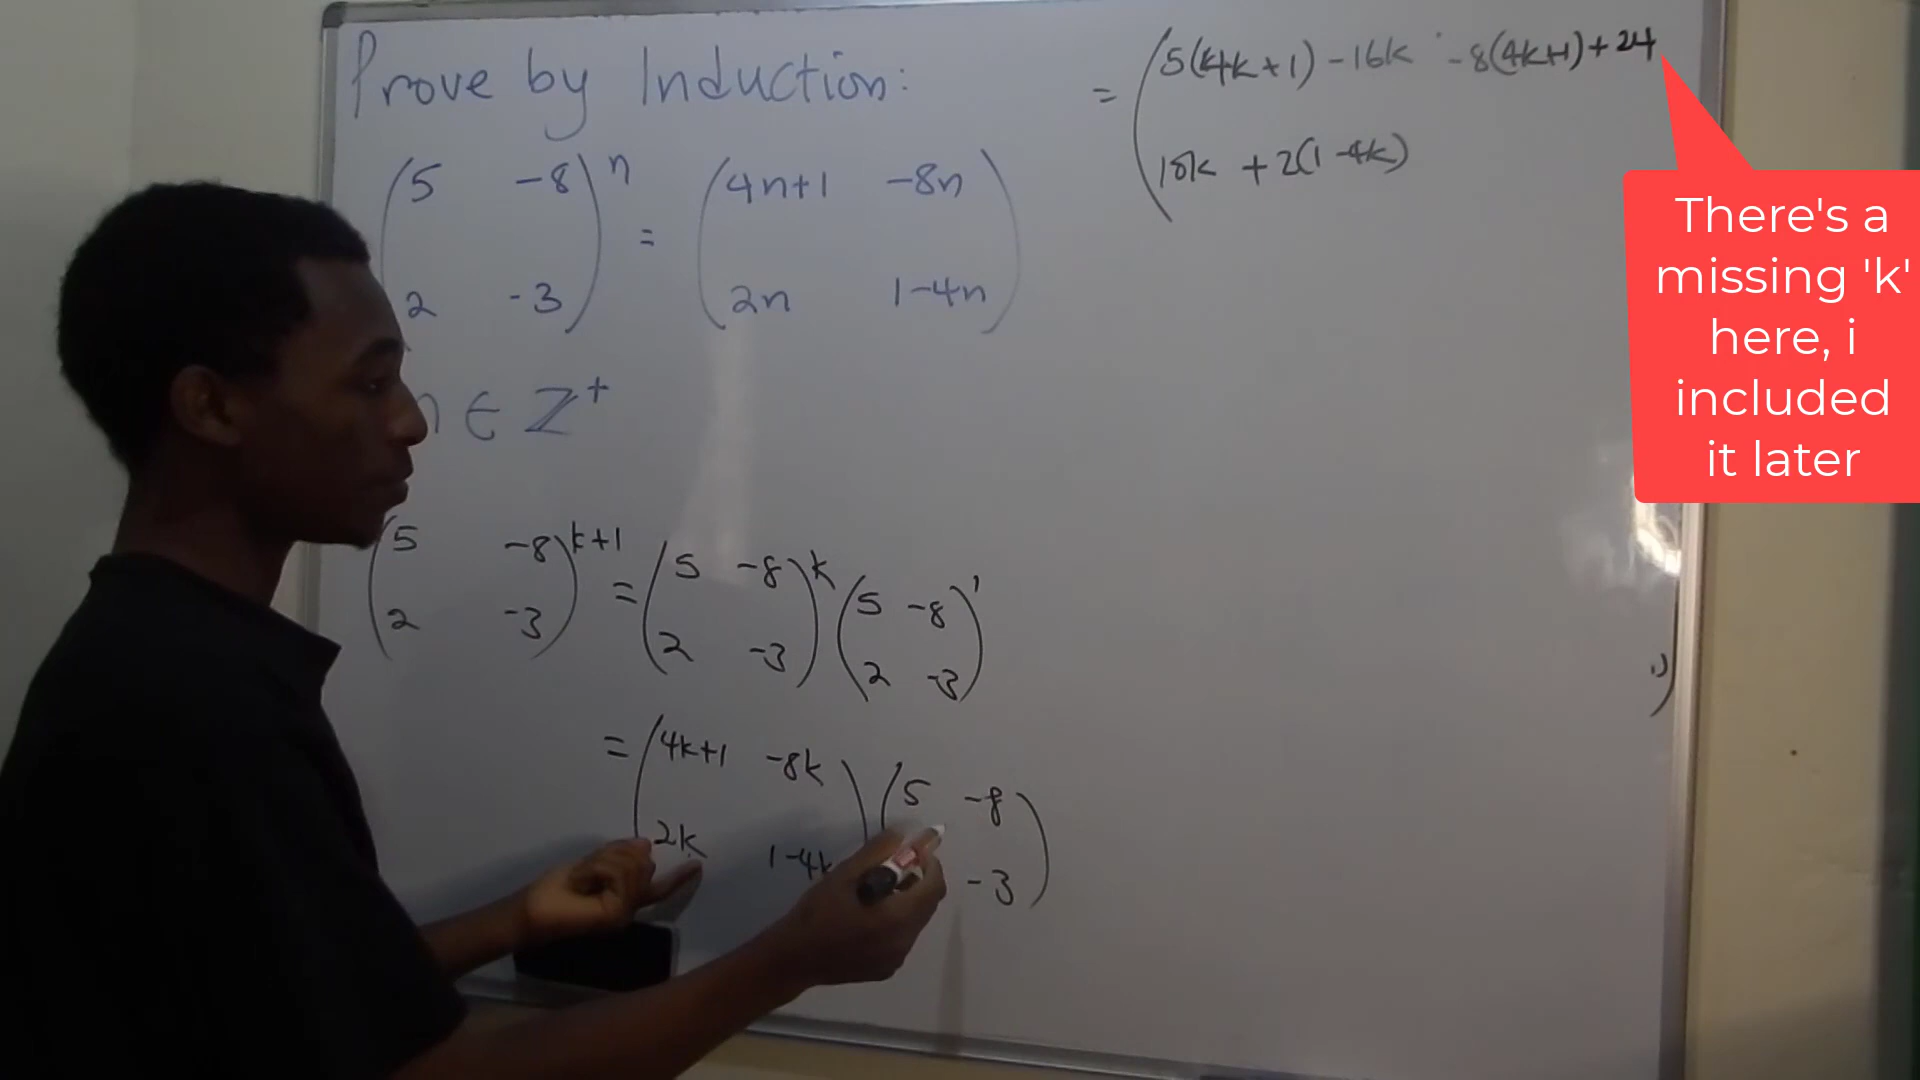 Prove by Induction:
(5 -8)^n = (4n+1 -8n)
(2 -3) (2n 1-4n)
n ∈ Z⁺
(5 -8)^k+1 = (5 -8)^k (5 -8)^1
(2 -3) (2 -3) (2 -3)
= (4k+1 -8k) (5 -8)
(2k 1-4k -3)
= (5(4k+1) -16k -8(4k+1)+24
(10k + 2(1-4k)
There's a
missing 'k'
here, i
included
it later